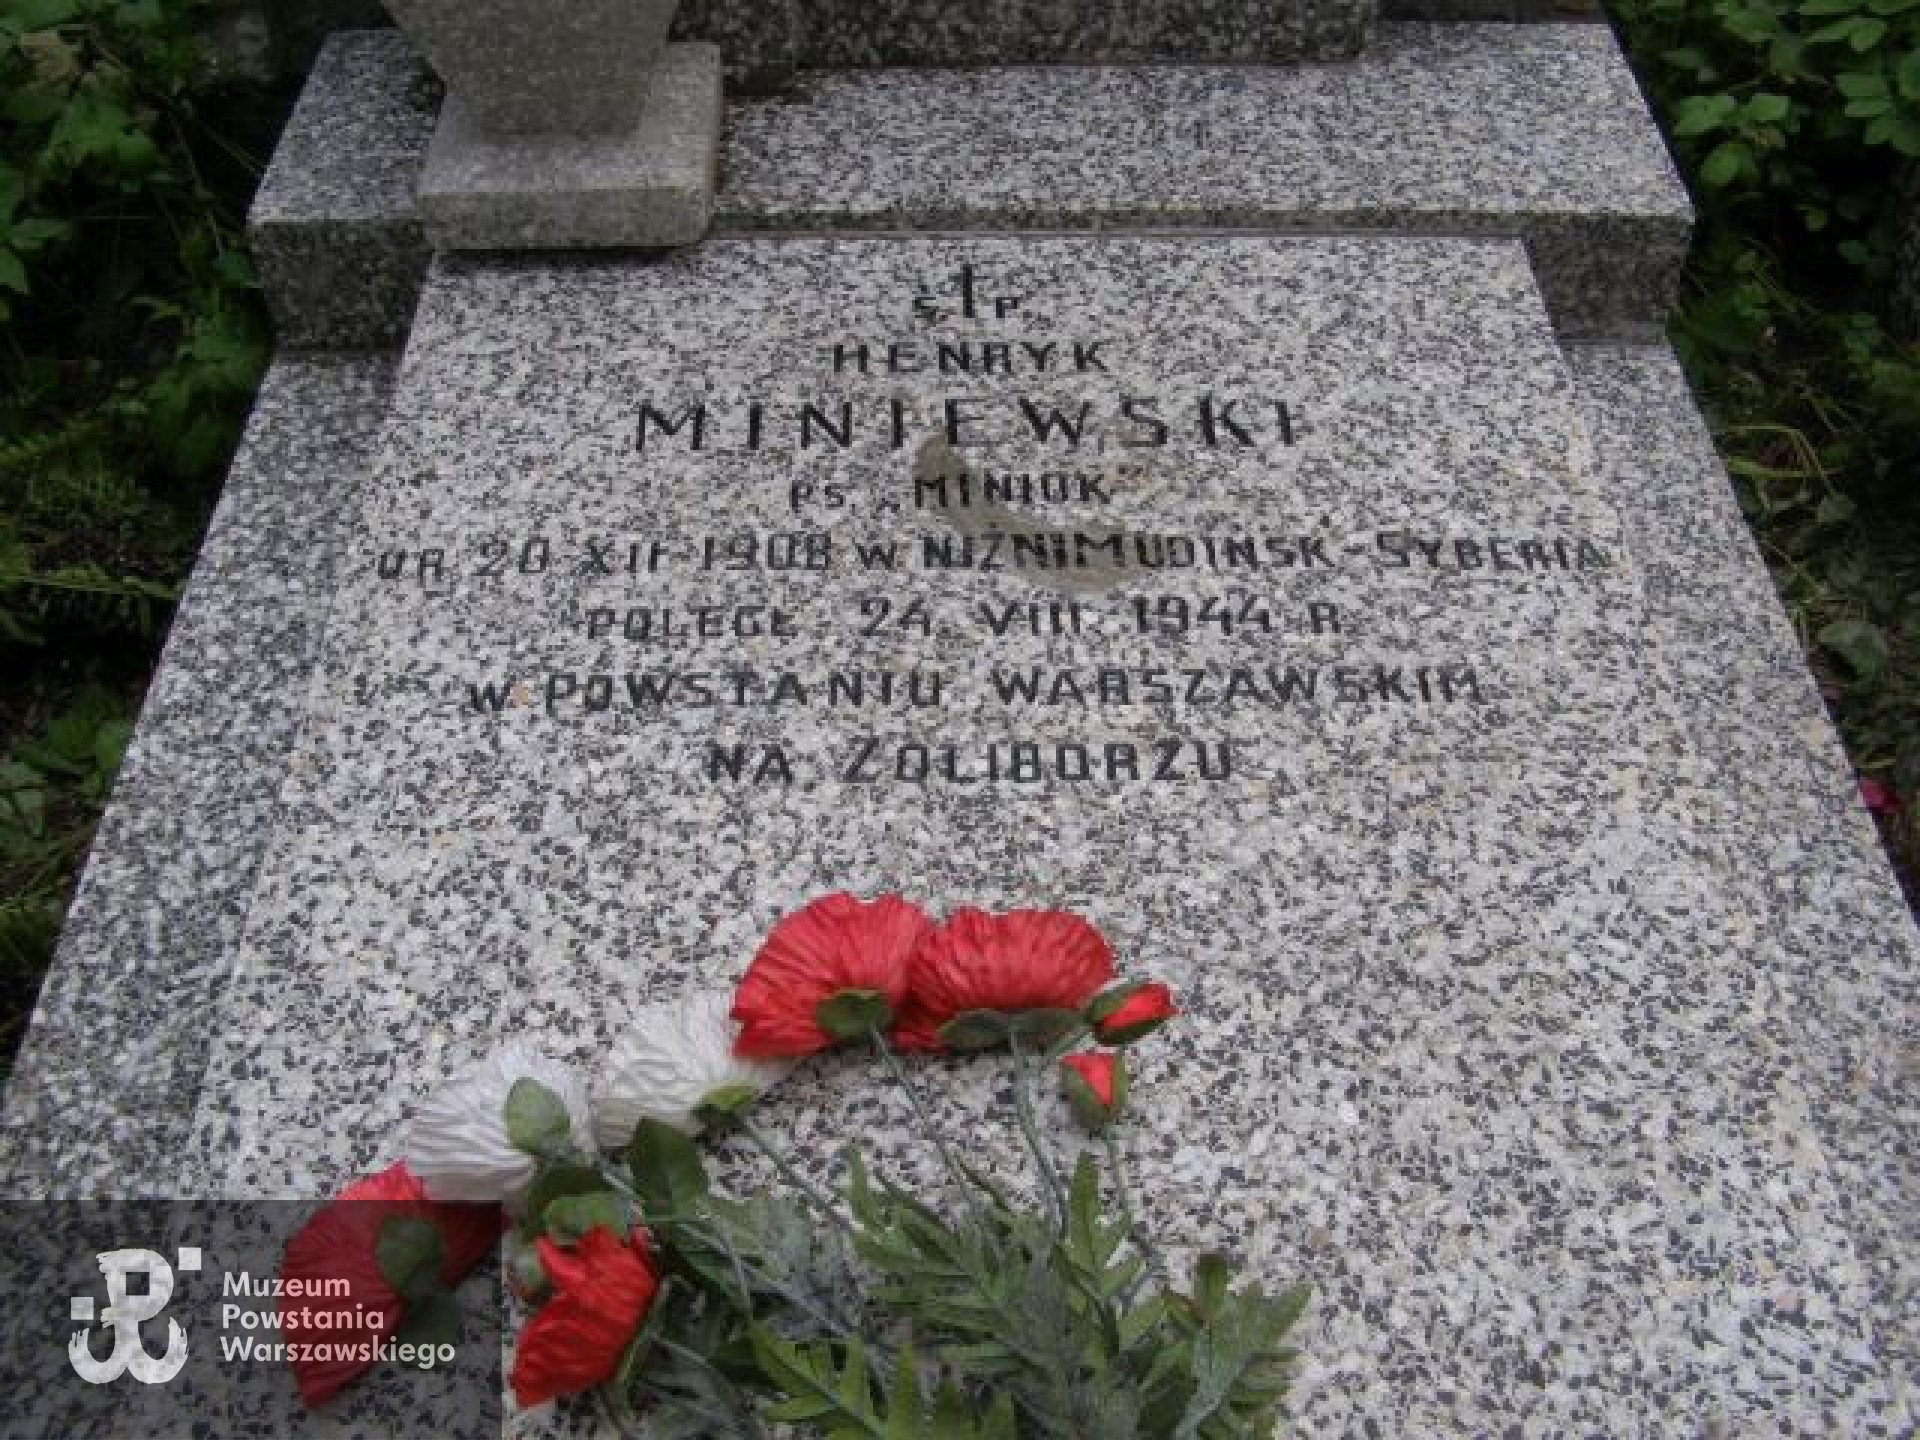 Ś. P.
HENRYK
MINIEWSKI
PS. „MINIOK”
UR. 20 XII 1908 W NIŻNIMUDINSK-SYBERIA
POLEGŁ 24. VIII. 1944 R.
W POWSTANIU WARSZAWSKIM
NA ŻOLIBORZU
Muzeum
Powstania
Warszawskiego